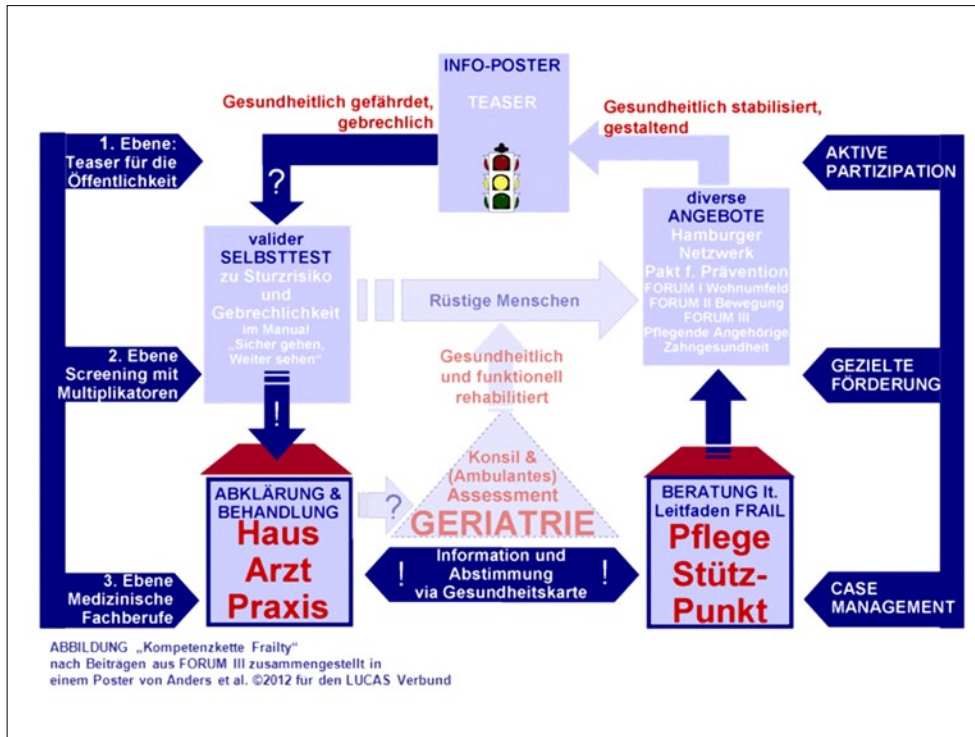 INFO-POSTER
TEASER
Gesundheitlich gefährdet,
gebrechlich
Gesundheitlich stabilisiert,
gestaltend
1. Ebene:
Teaser für die
Öffentlichkeit
?
AKTIVE
PARTIZIPATION
valider
SELBSTTEST
zu Sturzrisiko
und
Gebrechlichkeit
im Manual
„Sicher gehen,
Weiter sehen“
Rüstige Menschen
diverse
ANGEBOTE
Hamburger
Netzwerk
Pakt f. Prävention
FORUM I Wohnumfeld
FORUM II Bewegung
FORUM III
Pflegende Angehörige
Zahngesundheit
2. Ebene
Screening mit
Multiplikatoren
Gesundheitlich
und funktionell
rehabilitiert
GEZIELTE
FÖRDERUNG
!
ABKLÄRUNG &
BEHANDLUNG
Haus
Arzt
Praxis
?
Konsil &
(Ambulantes)
Assessment
GERIATRIE
BERATUNG lt.
Leitfaden FRAIL
Pflege
Stütz-
Punkt
! Information und !
Abstimmung
via Gesundheitskarte
3. Ebene
Medizinische
Fachberufe
CASE
MANAGEMENT
ABBILDUNG „Kompetenzkette Frailty“
nach Beiträgen aus FORUM III zusammengestellt in
einem Poster von Anders et al. ©2012 für den LUCAS Verbund